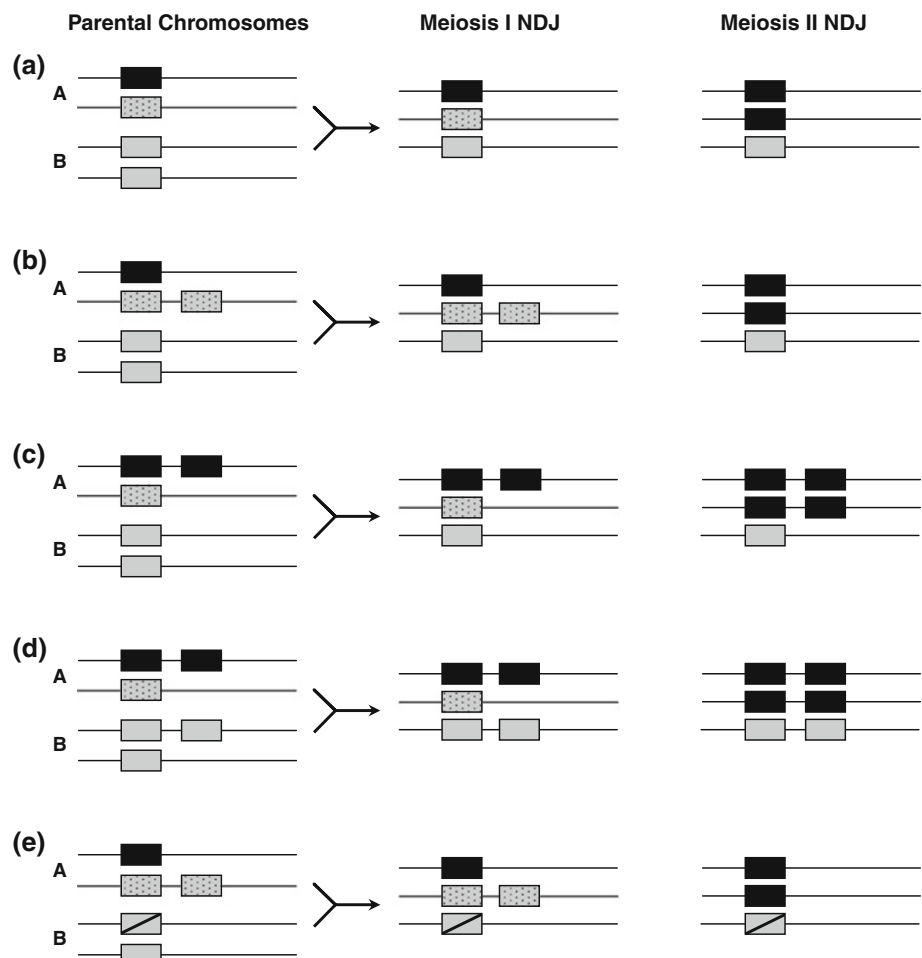 Parental Chromosomes Meiosis I NDJ Meiosis II NDJ
(a)
A
B
(b)
A
B
(c)
A
B
(d)
A
B
(e)
A
B